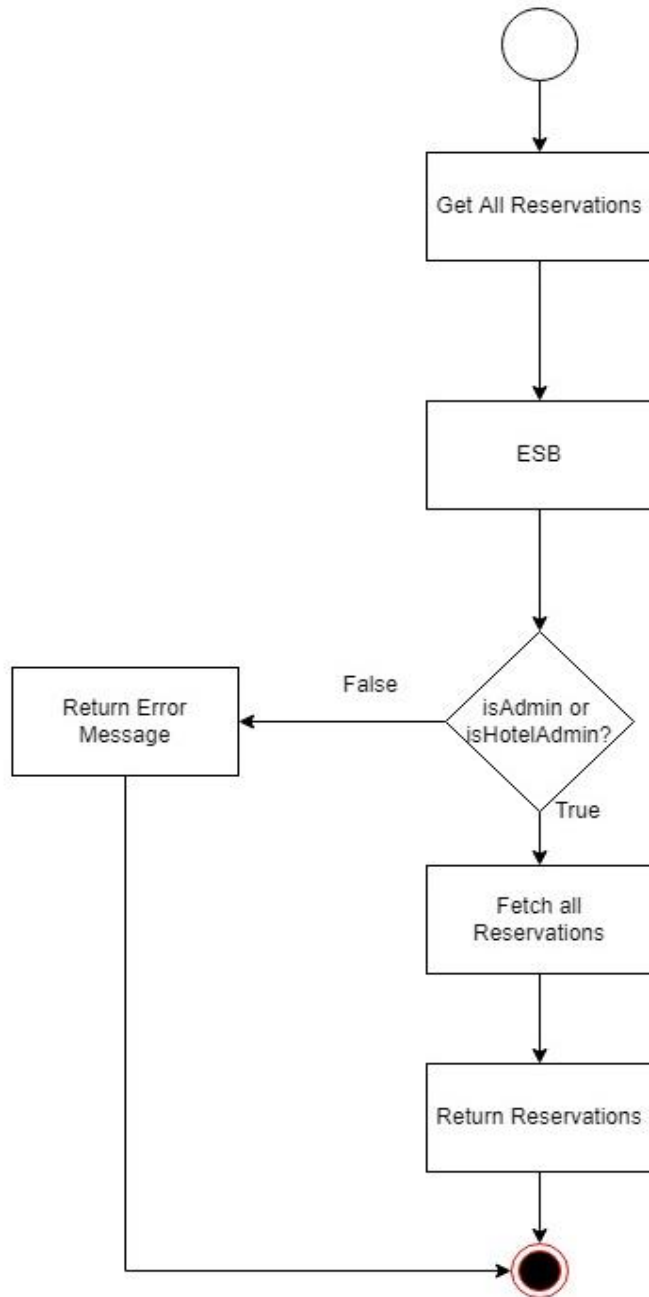 Get All Reservations
ESB
False
isAdmin or
isHotelAdmin?
Return Error
Message
True
Fetch all
Reservations
Return Reservations